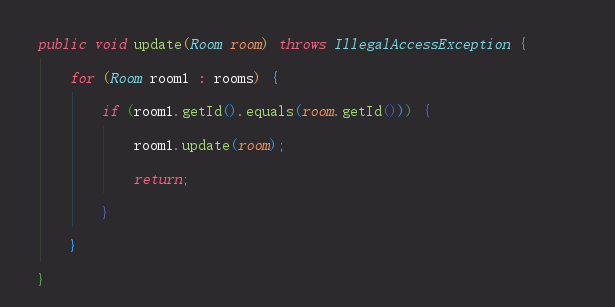 public void update(Room room) throws IllegalAccessException {
for (Room room1 : rooms) {
if (room1.getId().equals(room.getId())) {
room1.update(room);
return;
}
}
}